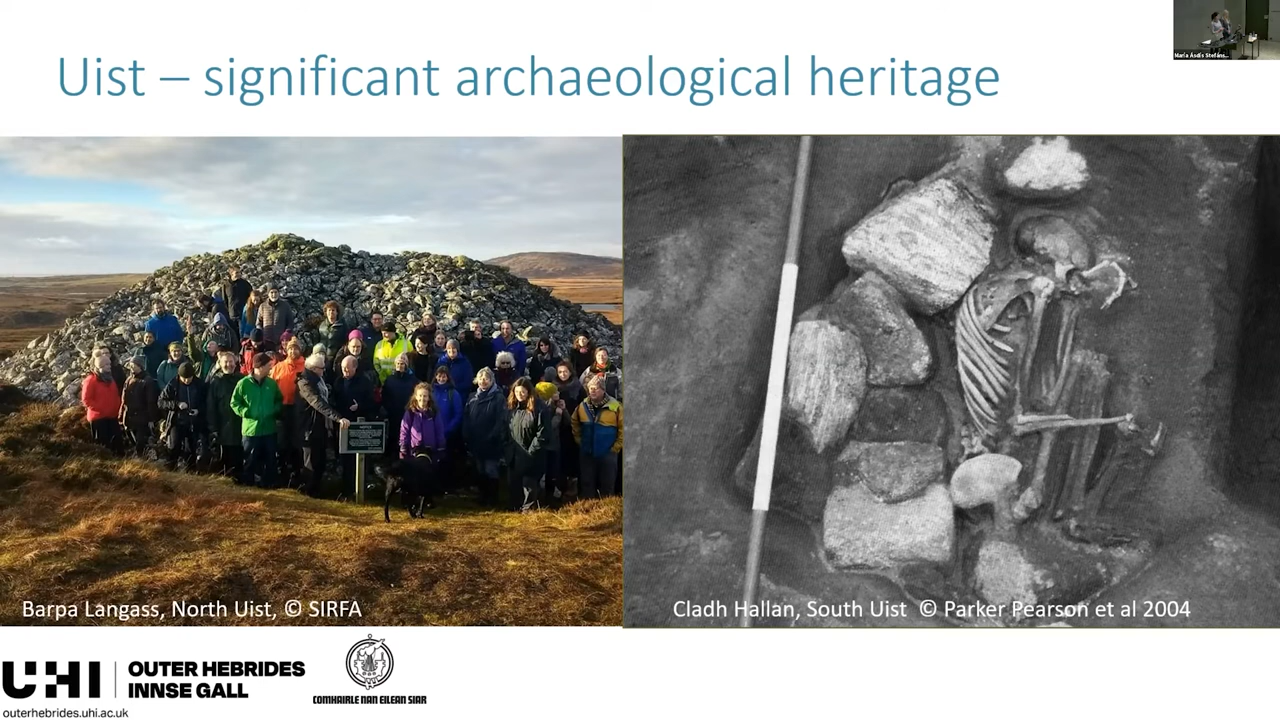 Uist – significant archaeological heritage
Barpa Langass, North Uist, © SIRFA
Cladh Hallan, South Uist © Parker Pearson et al 2004
UHI
OUTER HEBRIDES
INNSE GALL
outerhebrides.uhi.ac.uk
COMHAIRLE NAN EILEAN SIAR